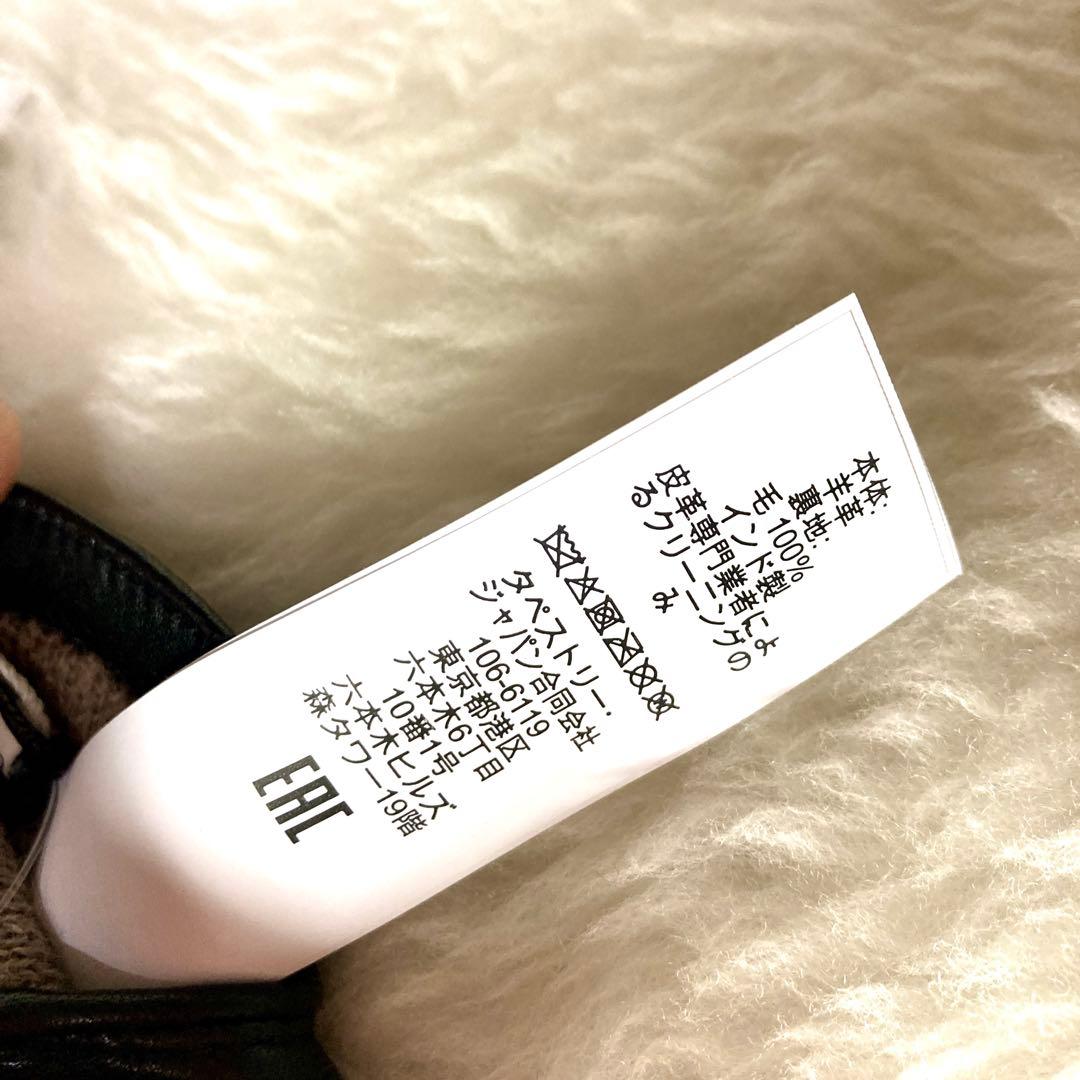 本体:
羊革
裏地:
毛 100%
インド製
皮革専門業者によ
るクリーニングの
み
タペストリー・
ジャパン合同会社
106-6119
東京都港区
六本木6丁目
10番1号
六本木ヒルズ
森タワー19階
EAC